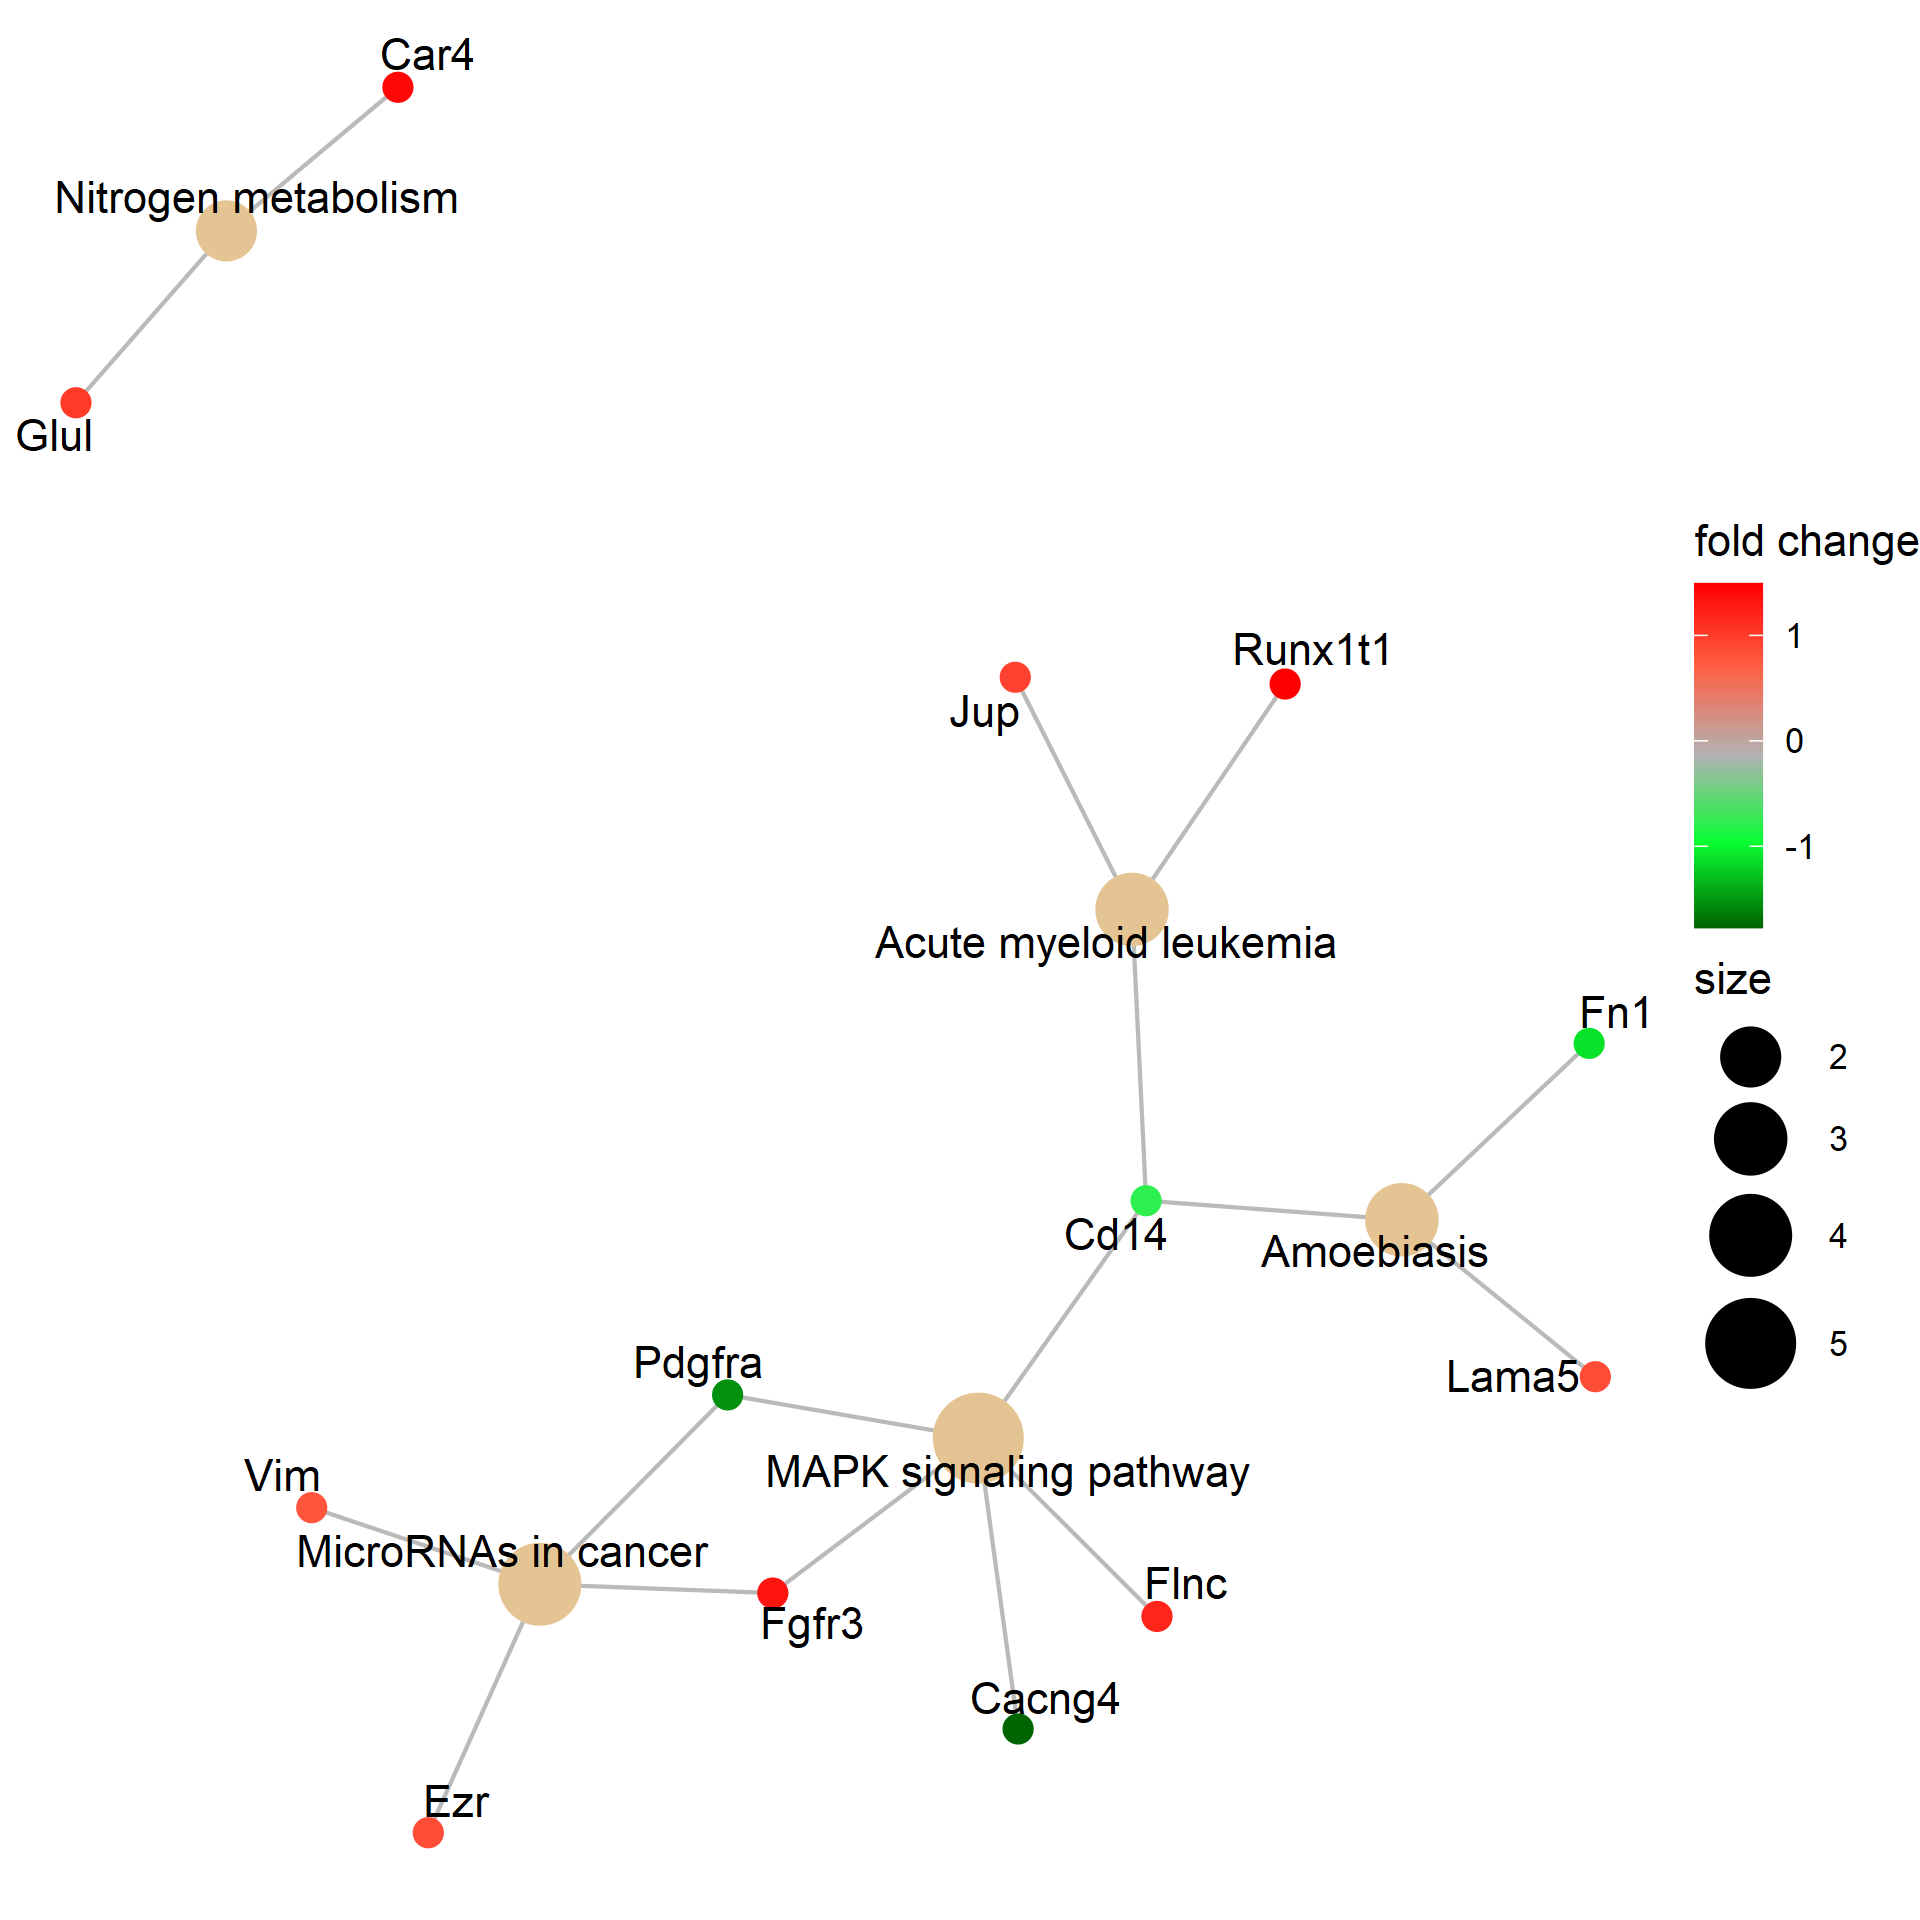 Car4
Nitrogen metabolism
Glul
fold change
1
0
-1
Runx1t1
Jup
Acute myeloid leukemia
size
2
3
4
5
Fn1
Cd14
Amoebiasis
Lama5
Pdgfra
MAPK signaling pathway
Vim
MicroRNAs in cancer
Flnc
Fgfr3
Cacng4
Ezr